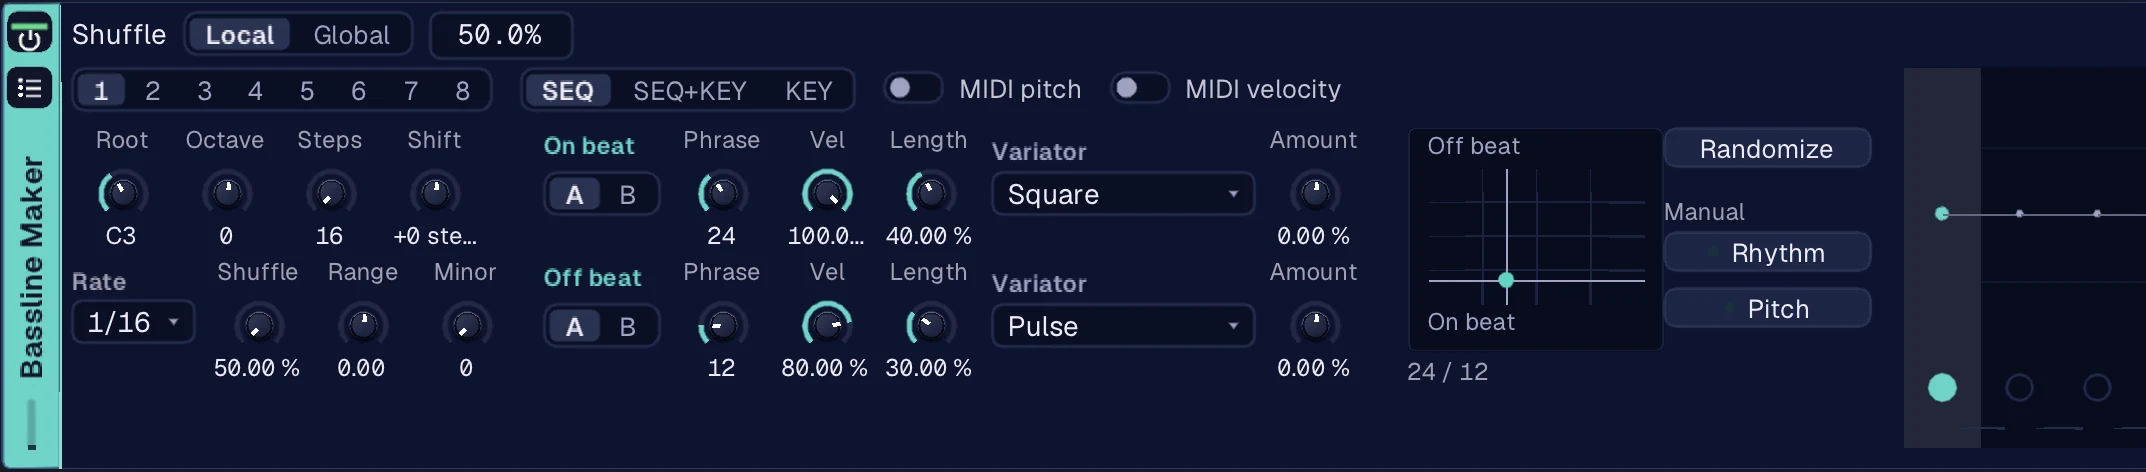 Bassline Maker
Shuffle Local Global 50.0%
1 2 3 4 5 6 7 8 SEQ SEQ+KEY KEY MIDI pitch MIDI velocity
Root Octave Steps Shift On beat Phrase Vel Length Variator Amount Off beat Randomize
A B Square
C3 0 16 +0 ste... 24 100.0... 40.00 % 0.00 % Manual
Rate Shuffle Range Minor Off beat Phrase Vel Length Variator Amount Rhythm
1/16 A B Pulse On beat Pitch
50.00 % 0.00 0 12 80.00 % 30.00 % 0.00 % 24 / 12